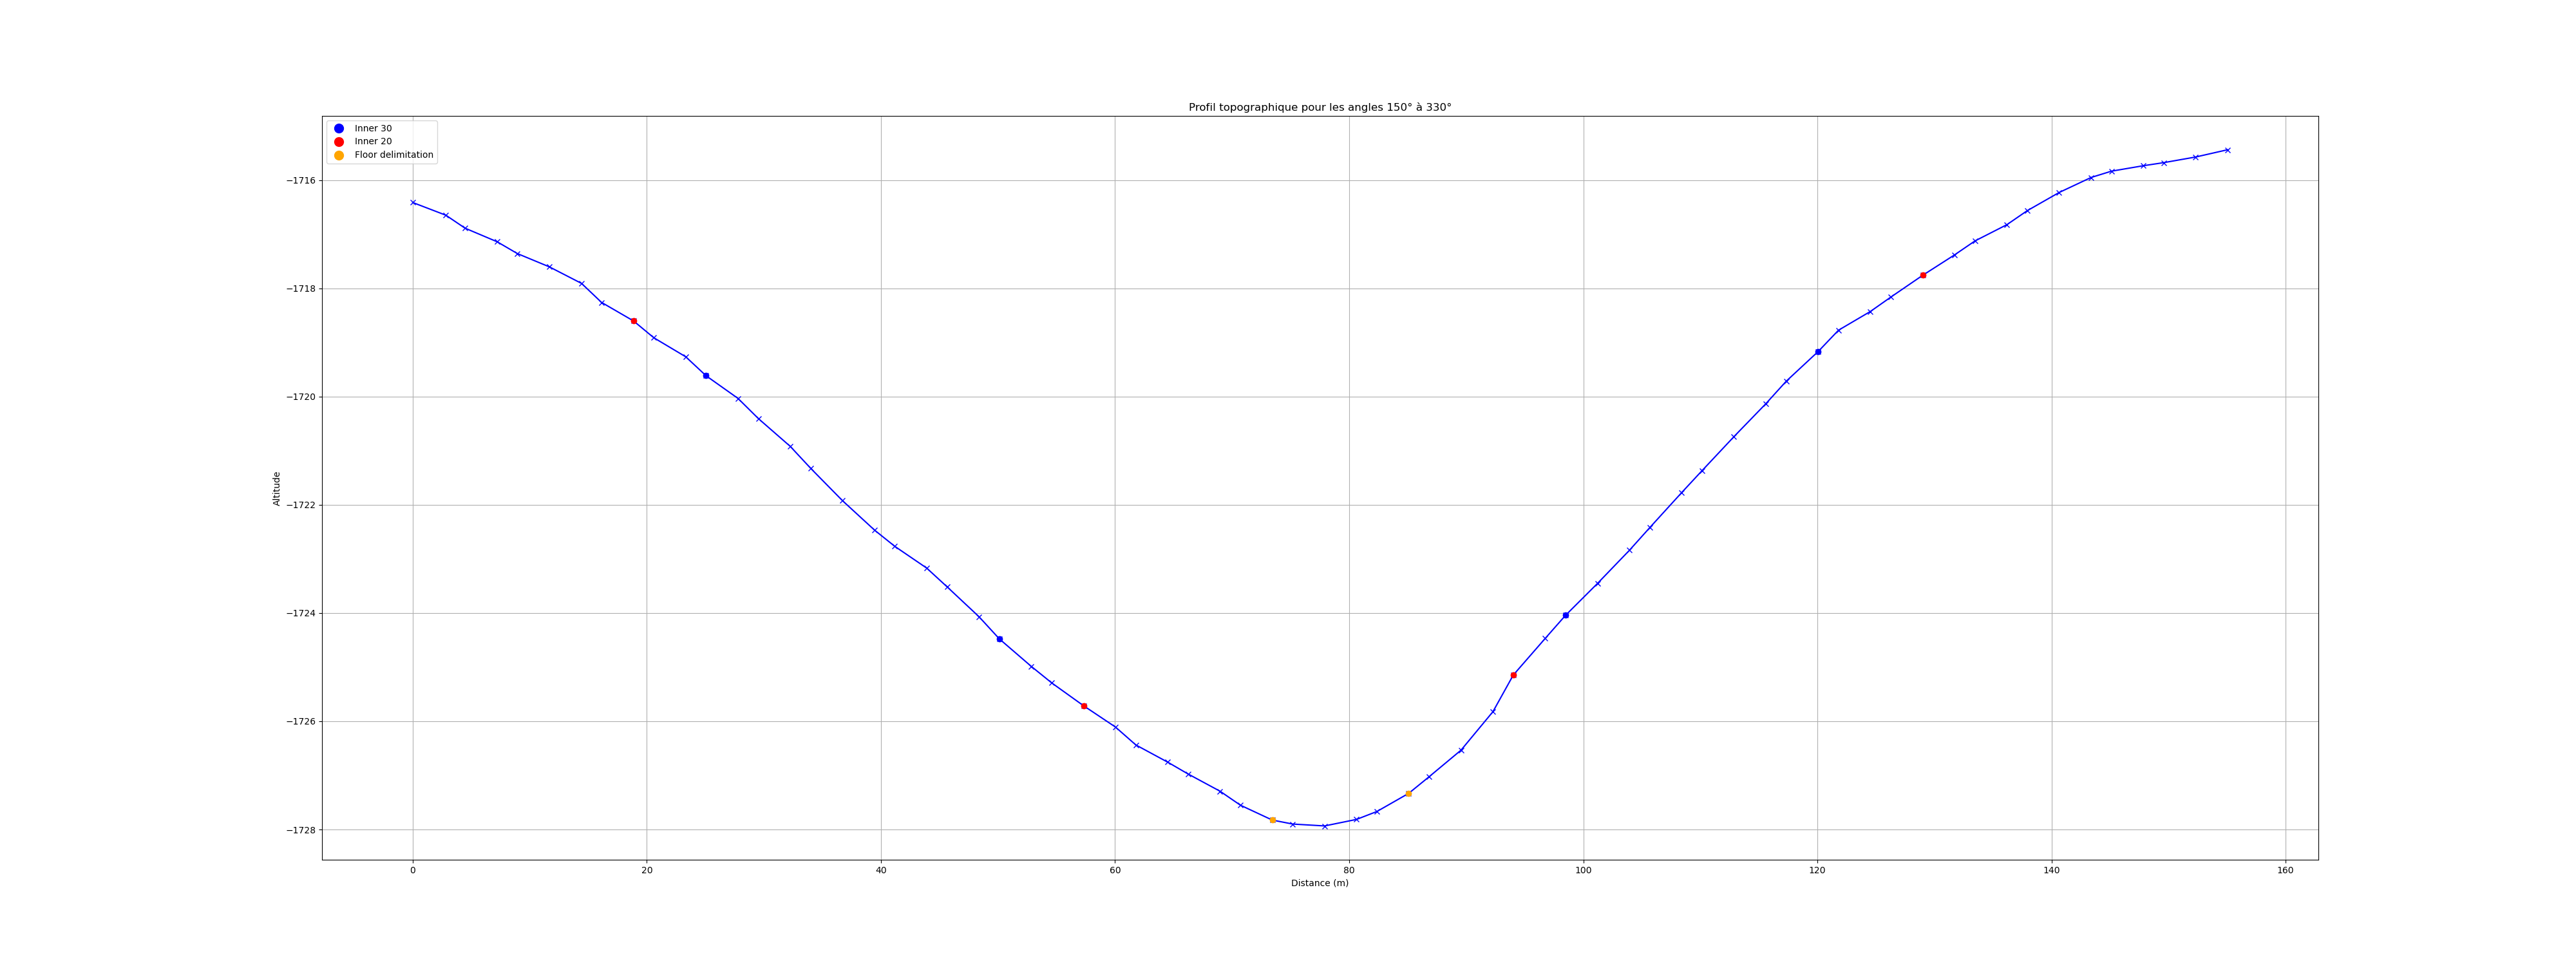 Profil topographique pour les angles 150° à 330°
Inner 30
Inner 20
Floor delimitation
Altitude
−1716
−1718
−1720
−1722
−1724
−1726
−1728
0 20 40 60 80 100 120 140 160
Distance (m)